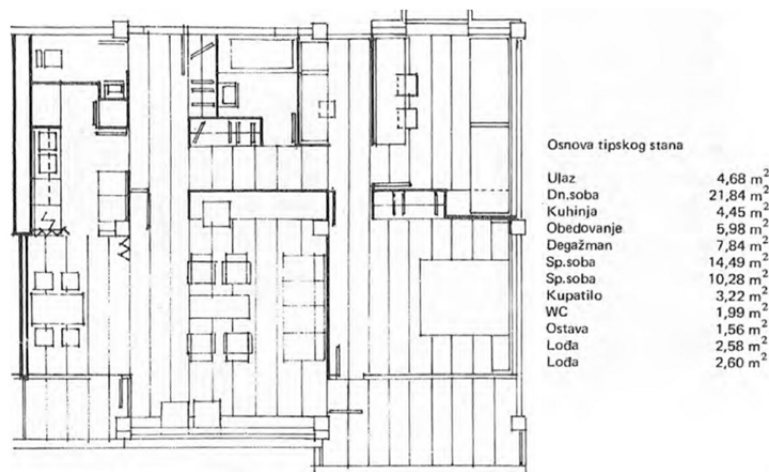 Osnova tipskog stana
Ulaz 4,68 m²
Dn.soba 21,84 m²
Kuhinja 4,45 m²
Obedovanje 5,98 m²
Degažman 7,84 m²
Sp.soba 14,49 m²
Sp.soba 10,28 m²
Kupatilo 3,22 m²
WC 1,99 m²
Ostava 1,56 m²
Lođa 2,58 m²
Lođa 2,60 m²